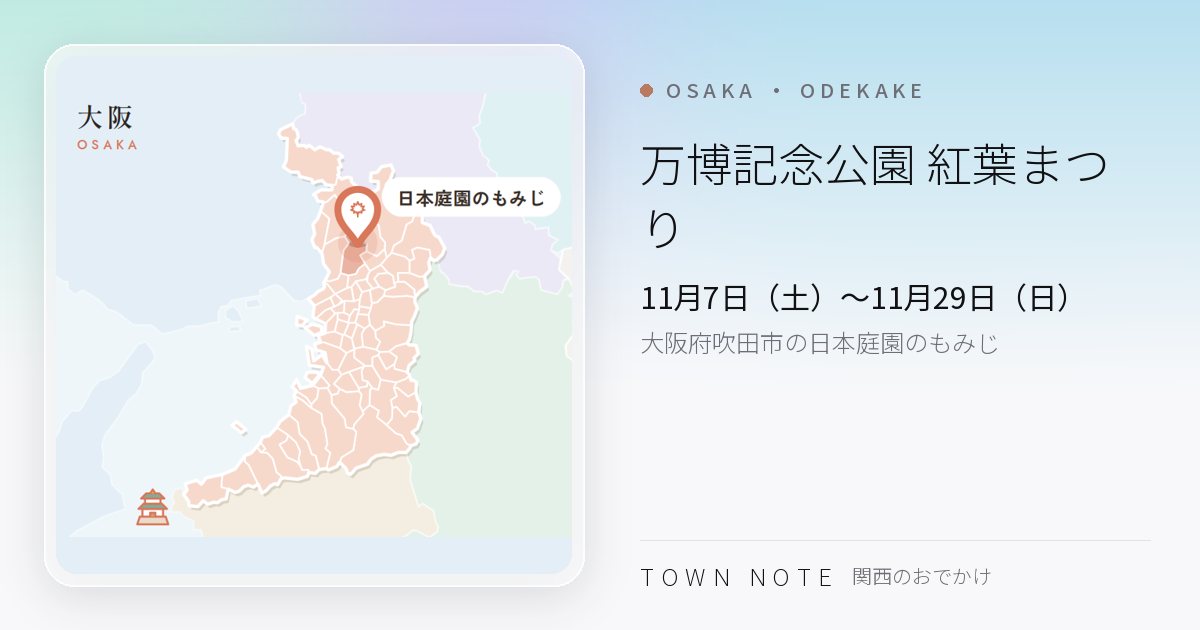 大阪
OSAKA
日本庭園のもみじ
OSAKA・ODEKAKE
万博記念公園 紅葉まつ
り
11月7日（土）〜11月29日（日）
大阪府吹田市の日本庭園のもみじ
TOWN NOTE 関西のおでかけ